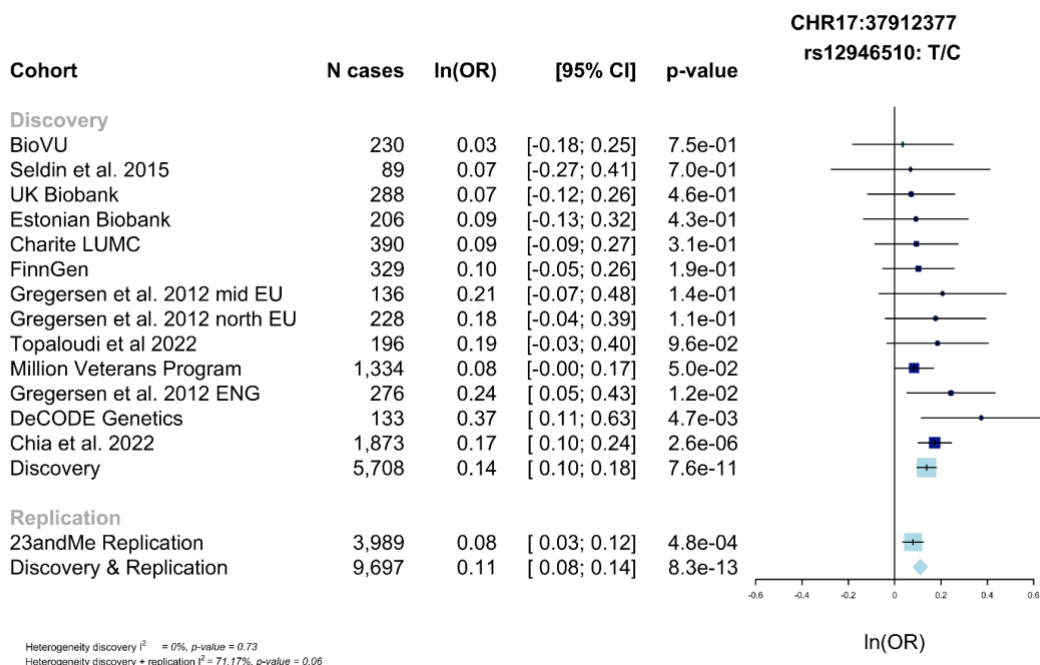 CHR17:37912377
rs12946510: T/C
Cohort N cases ln(OR) [95% CI] p-value
Discovery
BioVU 230 0.03 [-0.18; 0.25] 7.5e-01
Seldin et al. 2015 89 0.07 [-0.27; 0.41] 7.0e-01
UK Biobank 288 0.07 [-0.12; 0.26] 4.6e-01
Estonian Biobank 206 0.09 [-0.13; 0.32] 4.3e-01
Charite LUMC 390 0.09 [-0.09; 0.27] 3.1e-01
FinnGen 329 0.10 [-0.05; 0.26] 1.9e-01
Gregersen et al. 2012 mid EU 136 0.21 [-0.07; 0.48] 1.4e-01
Gregersen et al. 2012 north EU 228 0.18 [-0.04; 0.39] 1.1e-01
Topaloudi et al 2022 196 0.19 [-0.03; 0.40] 9.6e-02
Million Veterans Program 1,334 0.08 [-0.00; 0.17] 5.0e-02
Gregersen et al. 2012 ENG 276 0.24 [ 0.05; 0.43] 1.2e-02
DeCODE Genetics 133 0.37 [ 0.11; 0.63] 4.7e-03
Chia et al. 2022 1,873 0.17 [ 0.10; 0.24] 2.6e-06
Discovery 5,708 0.14 [ 0.10; 0.18] 7.6e-11
Replication
23andMe Replication 3,989 0.08 [ 0.03; 0.12] 4.8e-04
Discovery & Replication 9,697 0.11 [ 0.08; 0.14] 8.3e-13
-0.6 -0.4 -0.2 0 0.2 0.4 0.6
ln(OR)
Heterogeneity discovery I² = 0%, p-value = 0.73
Heterogeneity discovery + replication I² = 71.17%, p-value = 0.06